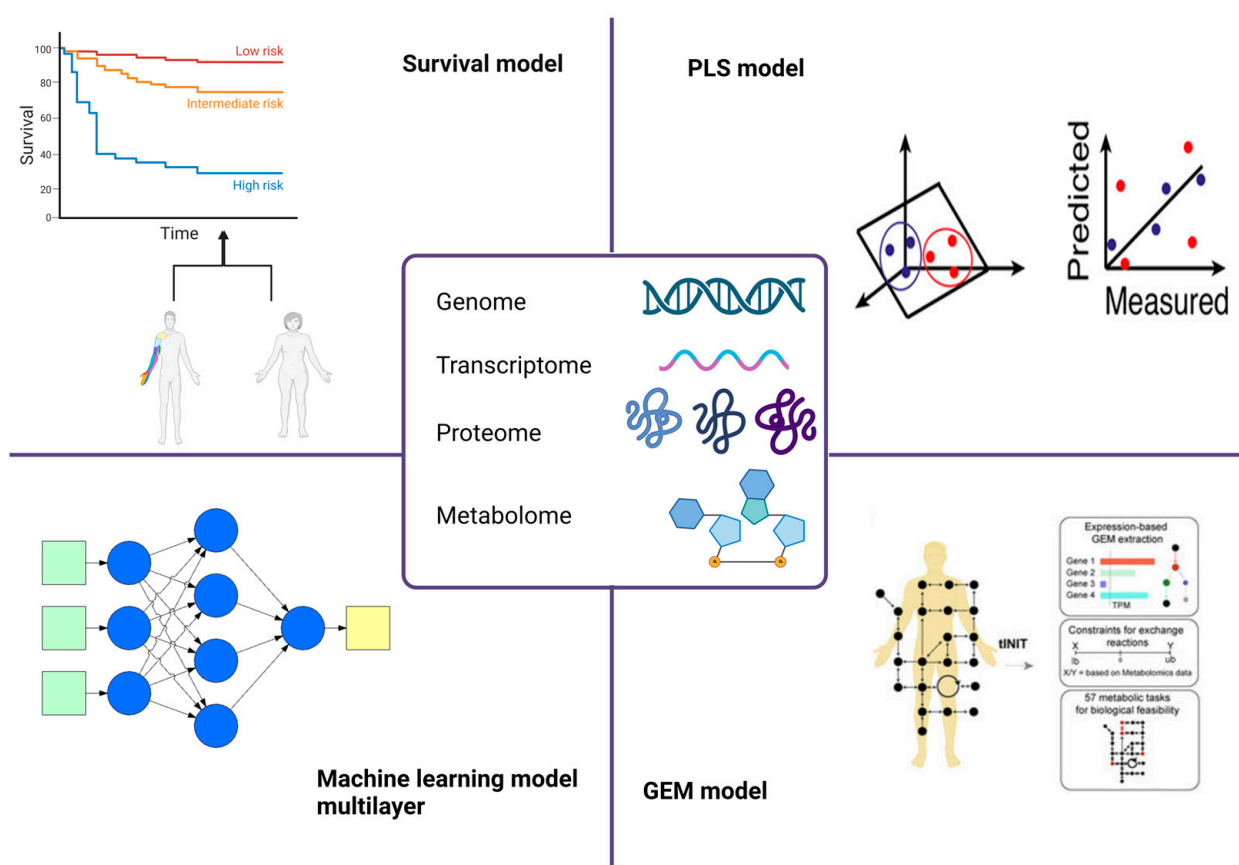 Survival model
PLS model
100
80
60
40
20
0
Survival
Low risk
Intermediate risk
High risk
Time
Predicted
Measured
Genome
Transcriptome
Proteome
Metabolome
P
P
Machine learning model
multilayer
GEM model
tINIT
Expression-based
GEM extraction
Gene 1
Gene 2
Gene 3
Gene 4
TPM
Constraints for exchange
reactions
X
Y
lb
0
ub
X/Y = based on Metabolomics data
57 metabolic tasks
for biological feasibility